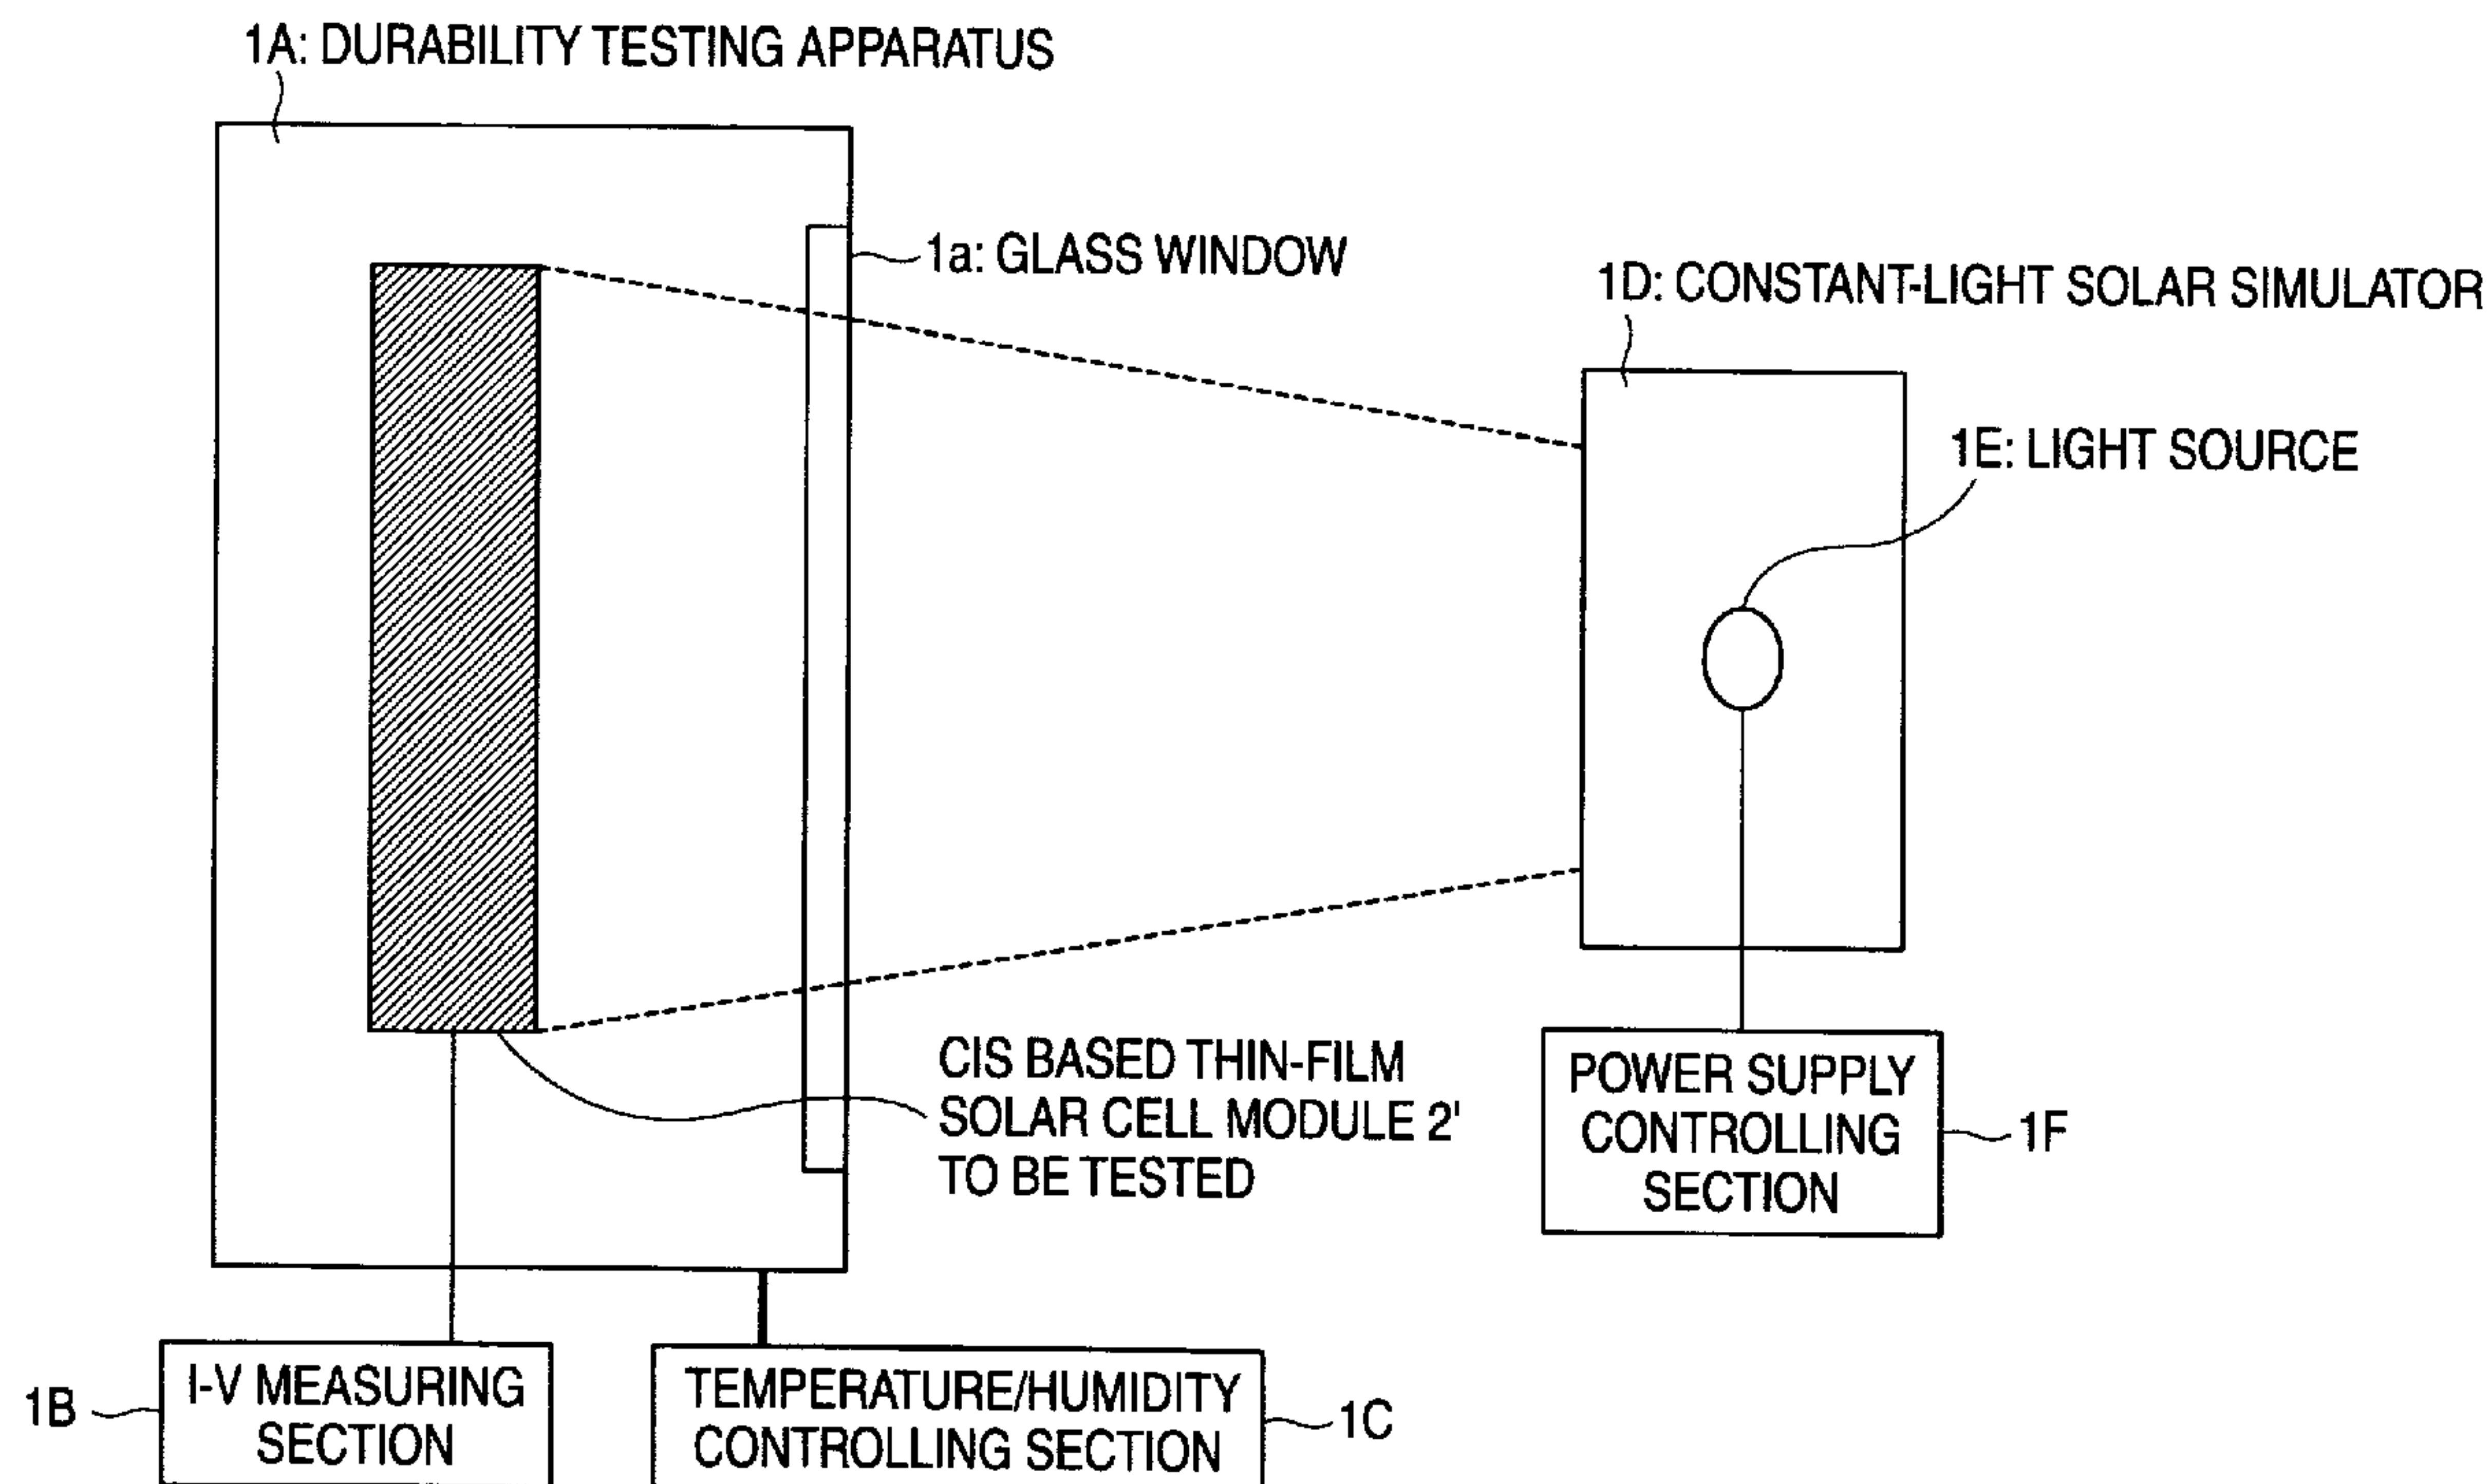 1A: DURABILITY TESTING APPARATUS
1a: GLASS WINDOW
1D: CONSTANT-LIGHT SOLAR SIMULATOR
1E: LIGHT SOURCE
CIS BASED THIN-FILM
SOLAR CELL MODULE 2'
TO BE TESTED
POWER SUPPLY
CONTROLLING
SECTION
1F
1B
I-V MEASURING
SECTION
TEMPERATURE/HUMIDITY
CONTROLLING SECTION
1C